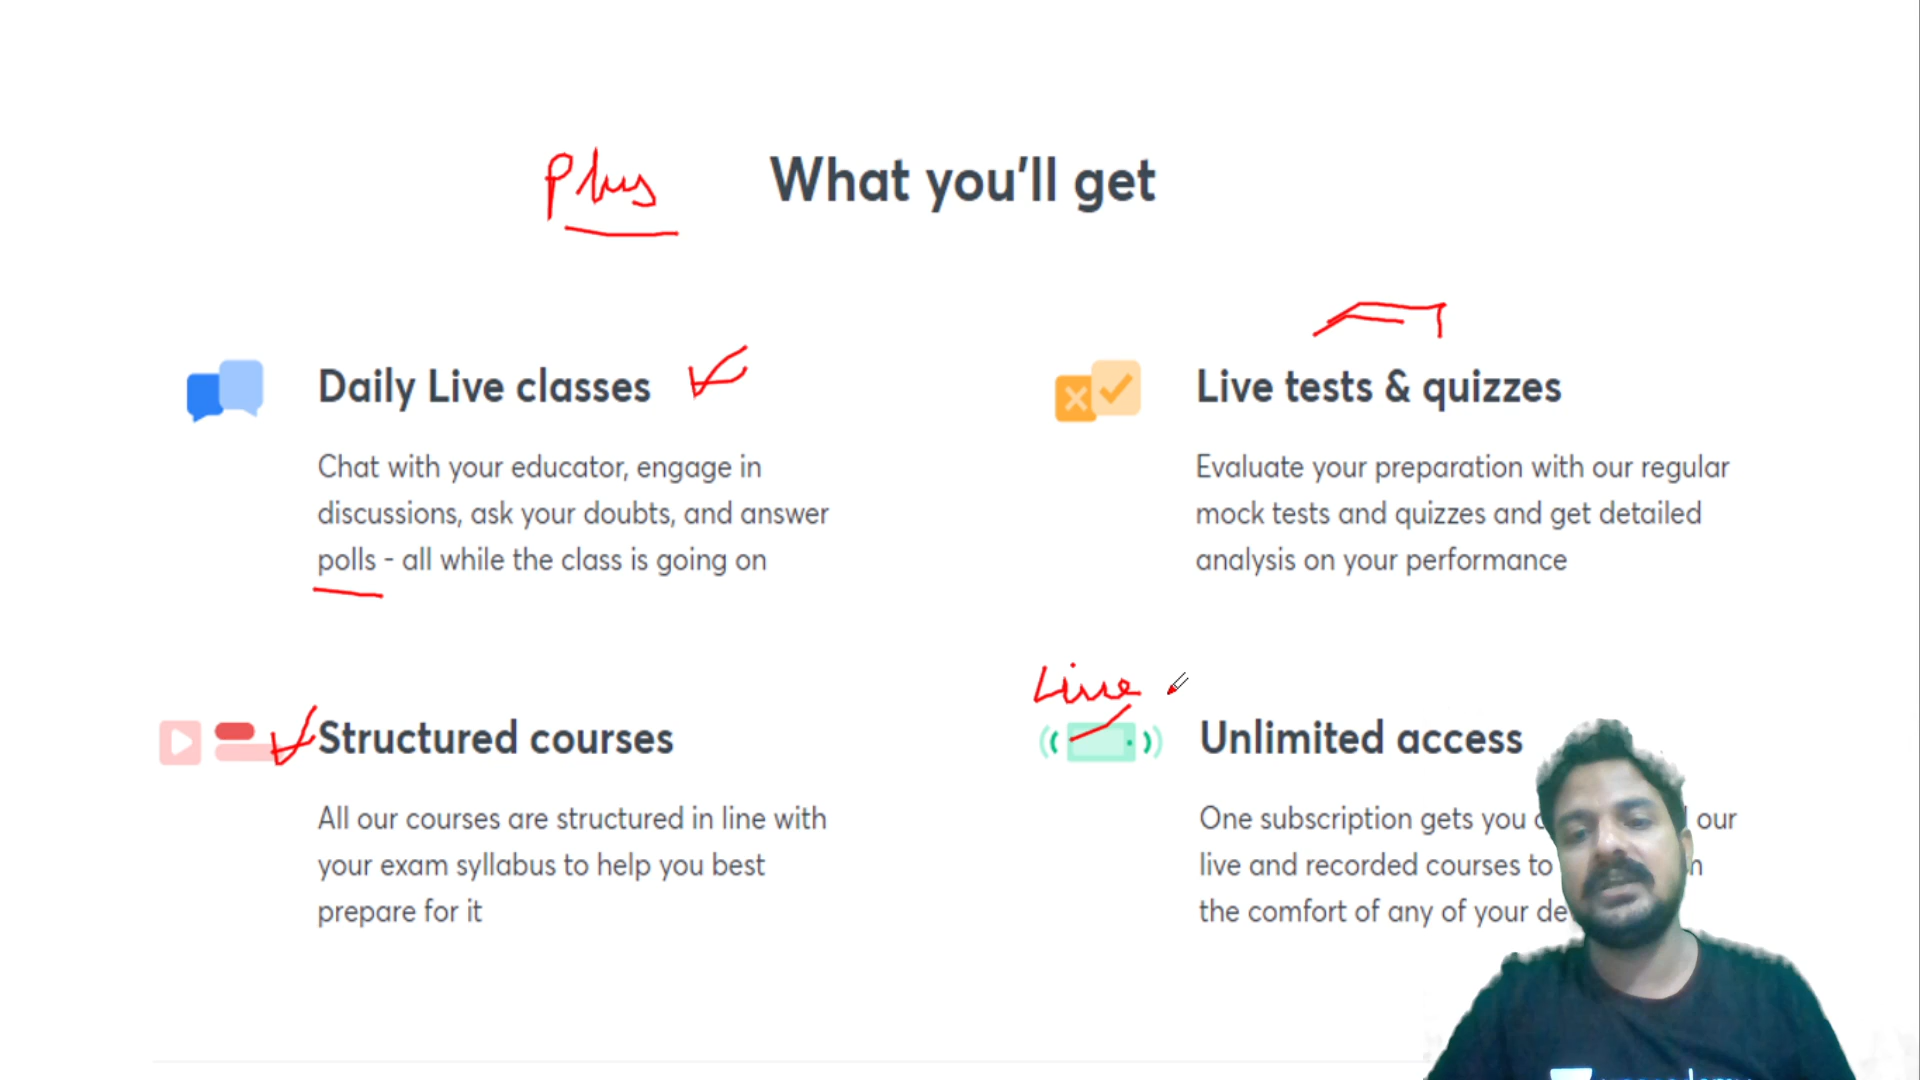 Plus What you'll get
Daily Live classes
Chat with your educator, engage in
discussions, ask your doubts, and answer
polls - all while the class is going on
Live tests & quizzes
Evaluate your preparation with our regular
mock tests and quizzes and get detailed
analysis on your performance
Structured courses
All our courses are structured in line with
your exam syllabus to help you best
prepare for it
Live
Unlimited access
One subscription gets you our
live and recorded courses to
the comfort of any of your